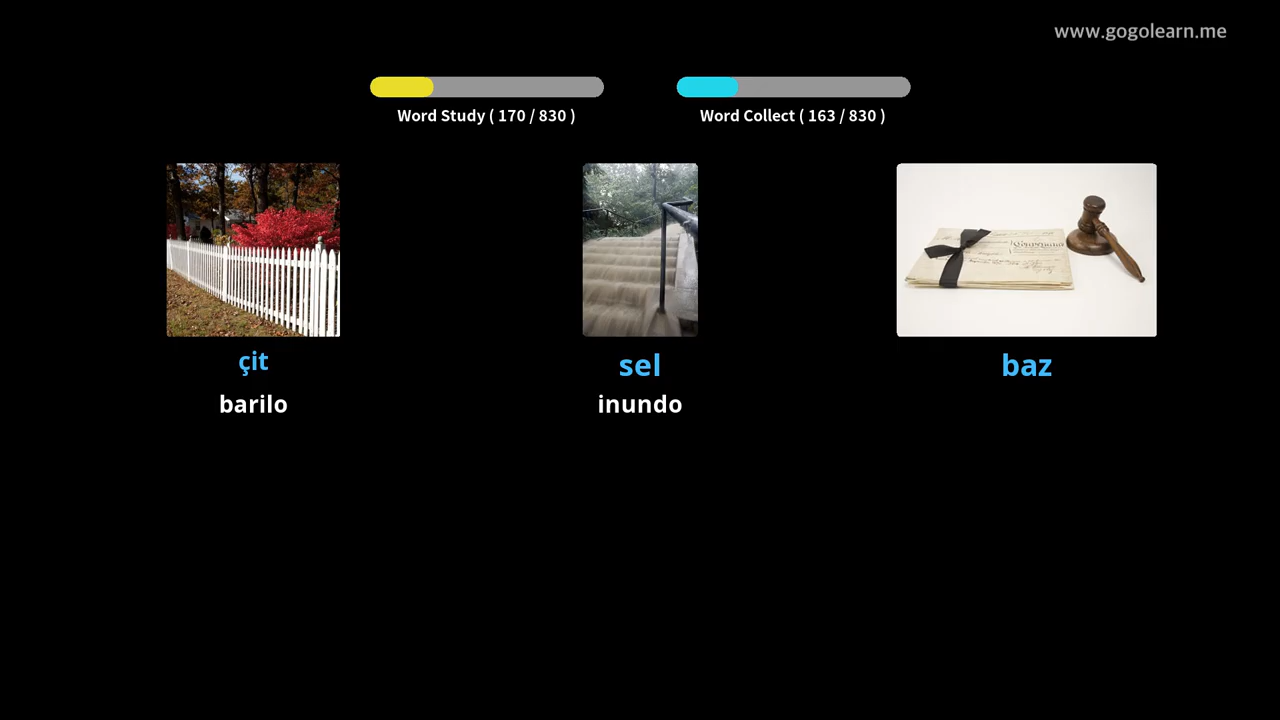 www.gogolearn.me
Word Study ( 170 / 830 )
Word Collect ( 163 / 830 )
çit
sel
baz
barilo
inundo